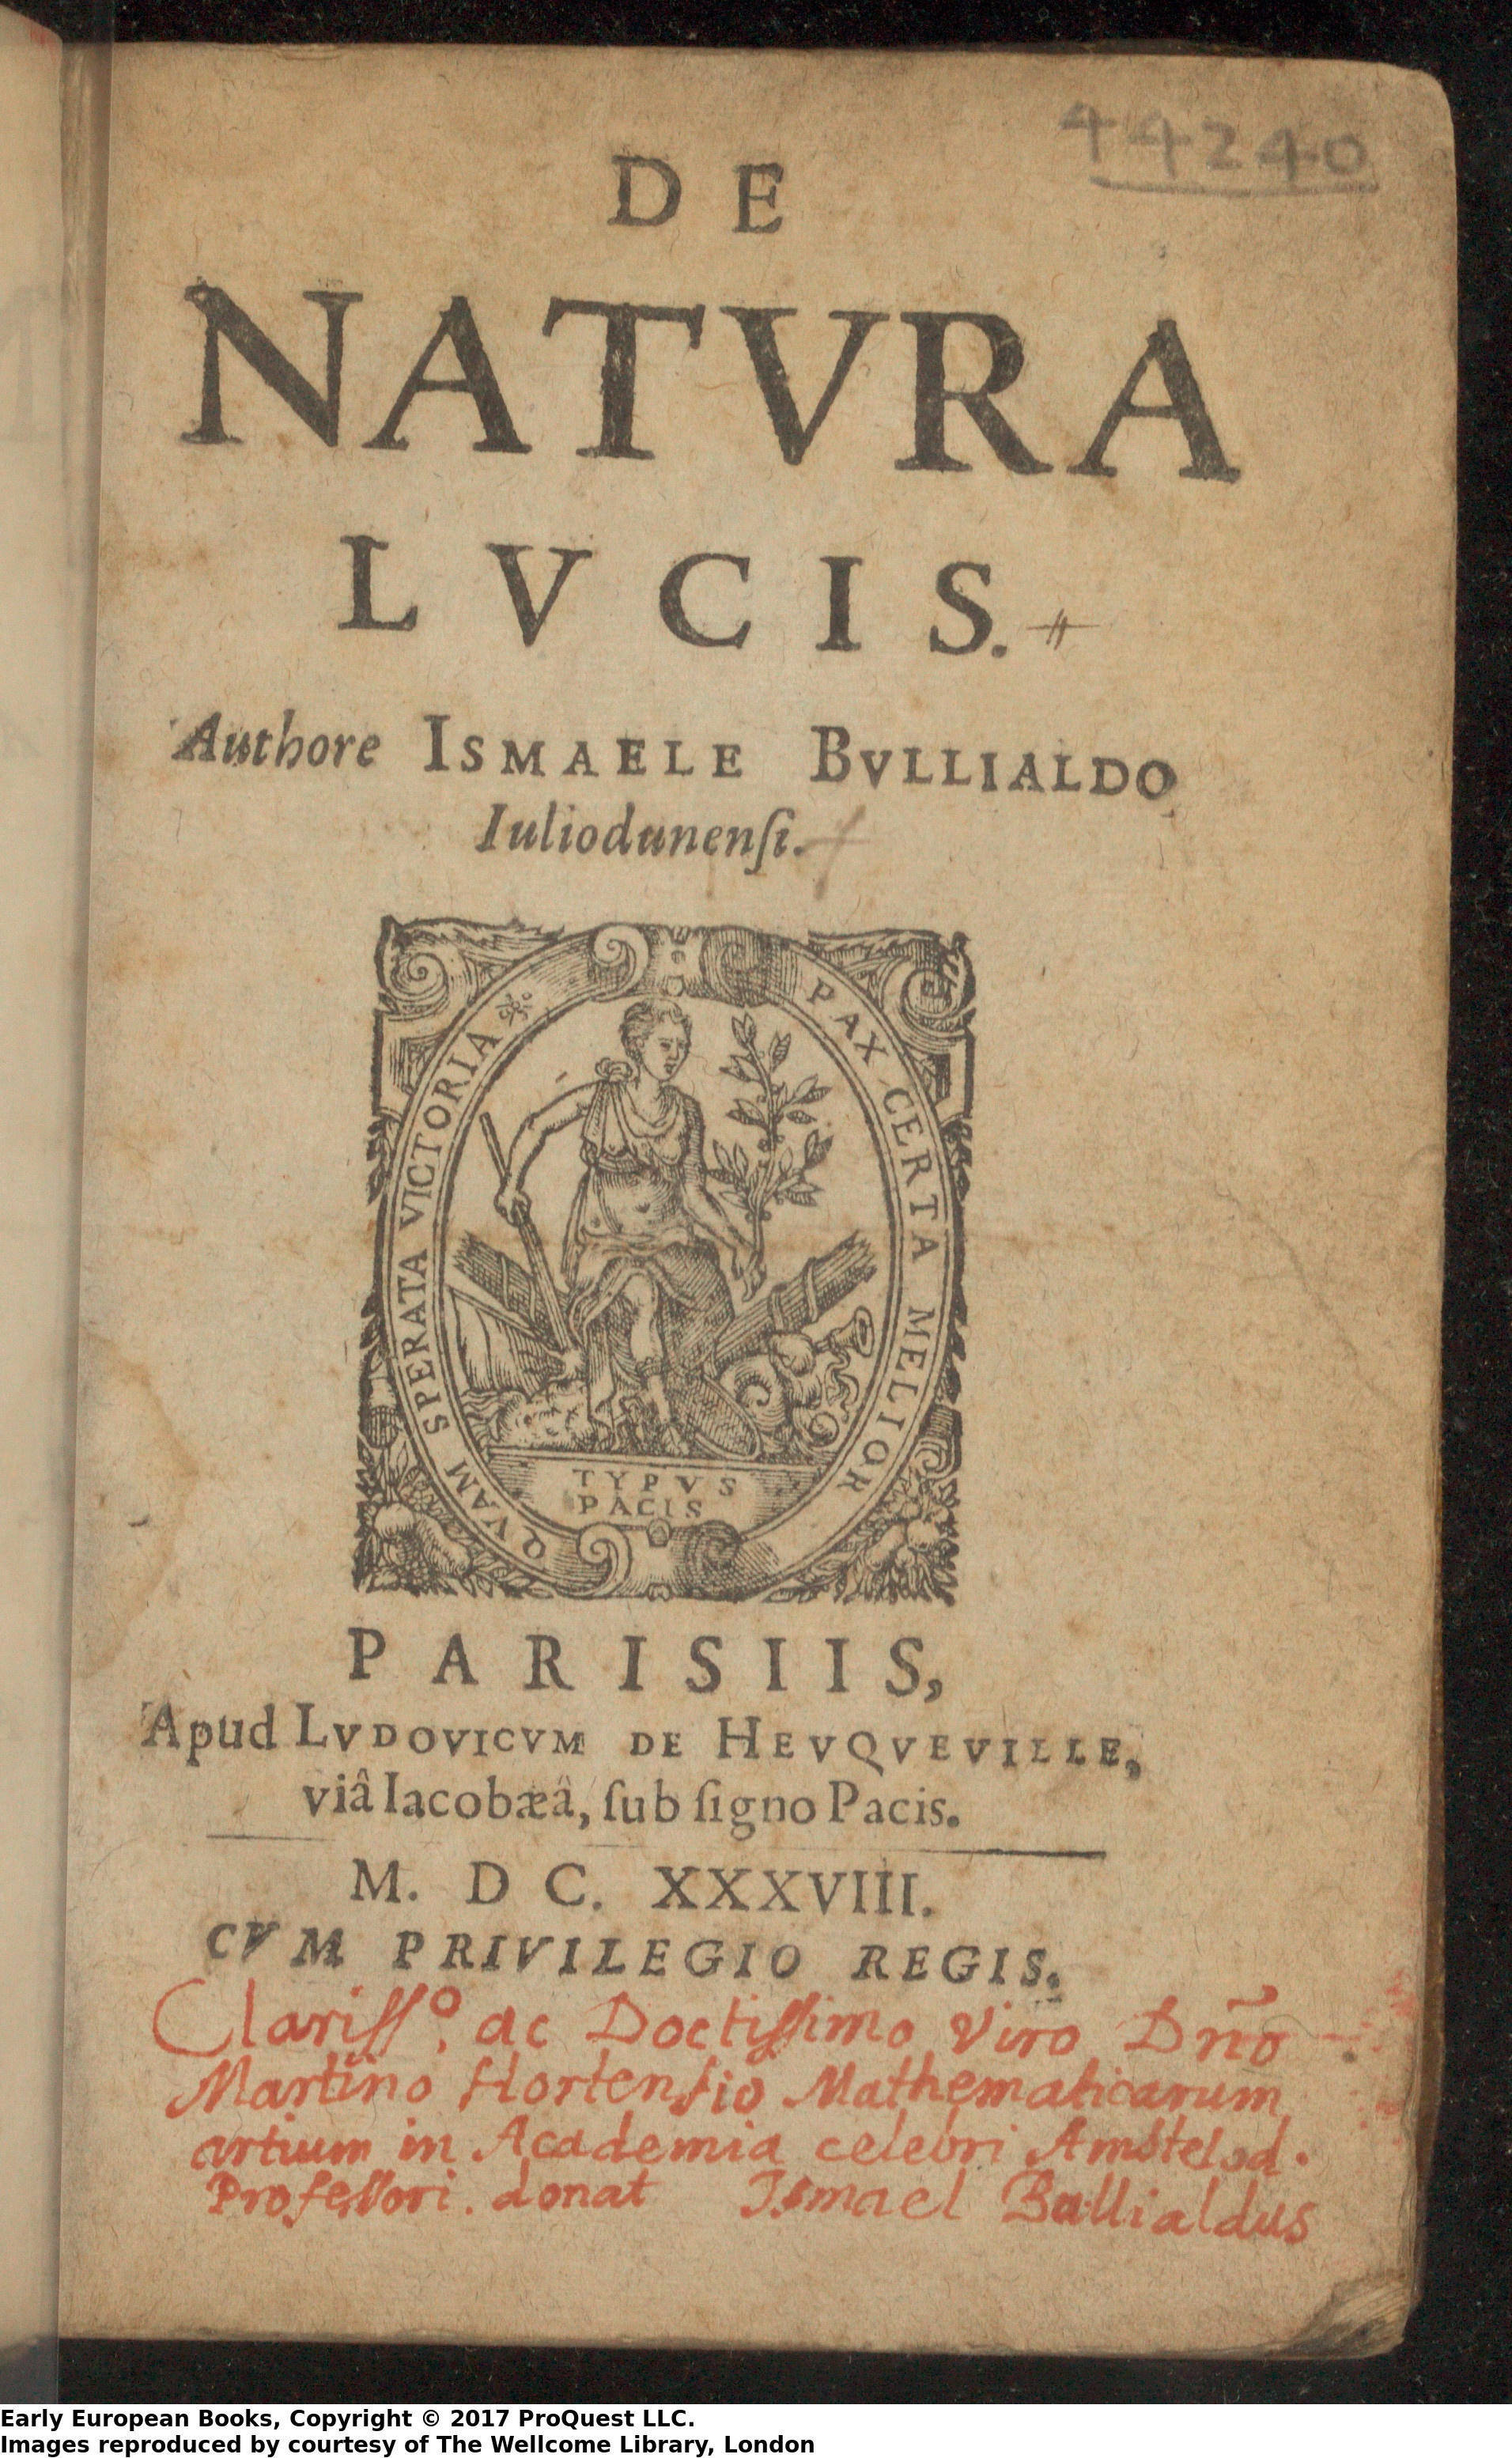 44240
DE
NATVRA
LVCIS.
Authore ISMAELE BVLLIALDO
Iuliodunenſi.
PAX CERTA MELIOR QVAM SPERATA VICTORIA
TYPVS
PACIS
PARISIIS,
Apud LVDOVICVM DE HEVQVEVILLE,
viâ Iacobæâ, ſub ſigno Pacis.
M. DC. XXXVIII.
CVM PRIVILEGIO REGIS.
Clariſſo. ac Doctiſſimo Viro Dn̄o
Martino Hortenſio Mathematicarum
artium in Academia celebri Amstelod.
Profeſſori. donat Ismael Bullialdus
Early European Books, Copyright © 2017 ProQuest LLC.
Images reproduced by courtesy of The Wellcome Library, London